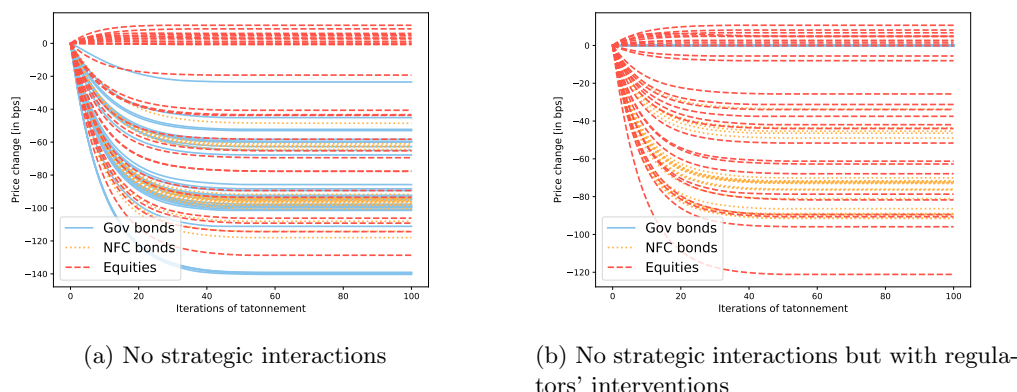 0
−20
−40
−60
−80
−100
−120
−140
Price change [in bps]
Gov bonds
NFC bonds
Equities
0 20 40 60 80 100
Iterations of tatonnement
(a) No strategic interactions
0
−20
−40
−60
−80
−100
−120
Price change [in bps]
Gov bonds
NFC bonds
Equities
0 20 40 60 80 100
Iterations of tatonnement
(b) No strategic interactions but with regula-
tors’ interventions